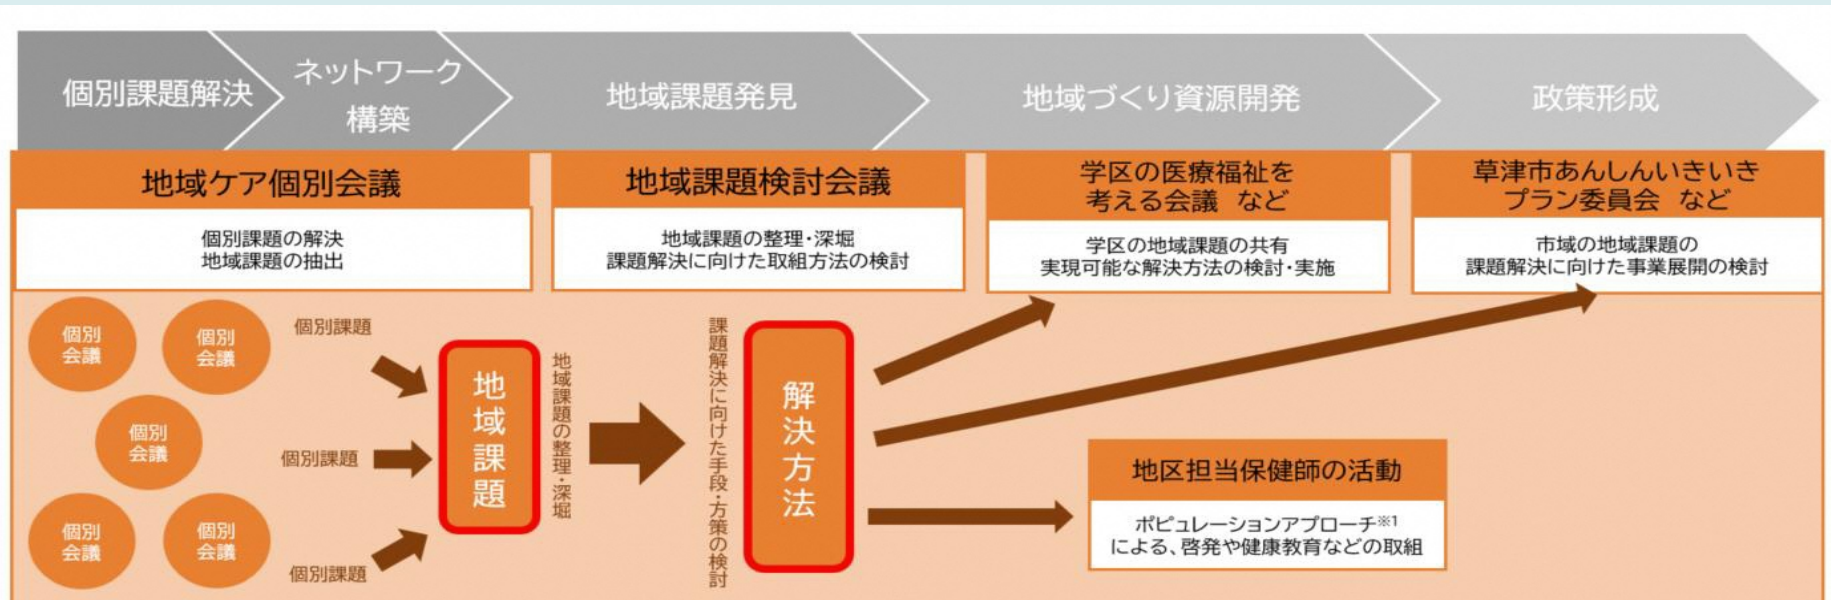 個別課題解決
ネットワーク
構築
地域課題発見
地域づくり資源開発
政策形成
地域ケア個別会議
個別課題の解決
地域課題の抽出
地域課題検討会議
地域課題の整理・深堀
課題解決に向けた取組方法の検討
学区の医療福祉を
考える会議 など
学区の地域課題の共有
実現可能な解決方法の検討・実施
草津市あんしんいきいき
プラン委員会 など
市域の地域課題の
課題解決に向けた事業展開の検討
個別
会議
個別
会議
個別
会議
個別
会議
個別
会議
個別課題
個別課題
個別課題
地域課題
地域課題の整理・深堀
課題解決に向けた手段・方策の検討
解決方法
地区担当保健師の活動
ポピュレーションアプローチ※1
による、啓発や健康教育などの取組